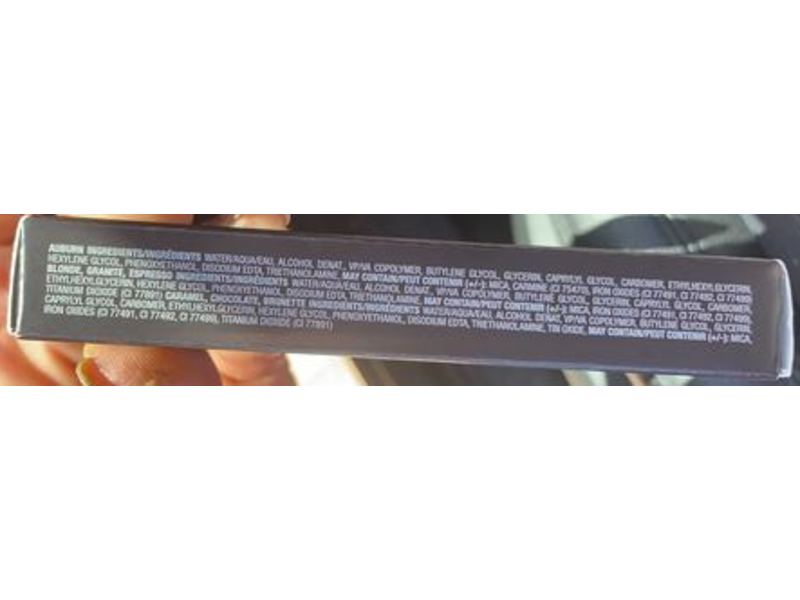 AUBURN INGREDIENTS/INGRÉDIENTS WATER/AQUA/EAU, ALCOHOL DENAT., VP/VA COPOLYMER, BUTYLENE GLYCOL, GLYCERIN, CAPRYLYL GLYCOL, CARBOMER, ETHYLHEXYLGLYCERIN,
HEXYLENE GLYCOL, PHENOXYETHANOL, DISODIUM EDTA, TRIETHANOLAMINE. MAY CONTAIN/PEUT CONTENIR (+/-): MICA, CARMINE (CI 75470), IRON OXIDES (CI 77491, CI 77492, CI 77499)
BLONDE, GRANITE, ESPRESSO INGREDIENTS/INGRÉDIENTS WATER/AQUA/EAU, ALCOHOL DENAT., VP/VA COPOLYMER, BUTYLENE GLYCOL, GLYCERIN, CAPRYLYL GLYCOL, CARBOMER,
ETHYLHEXYLGLYCERIN, HEXYLENE GLYCOL, PHENOXYETHANOL, DISODIUM EDTA, TRIETHANOLAMINE. MAY CONTAIN/PEUT CONTENIR (+/-): MICA, IRON OXIDES (CI 77491, CI 77492, CI 77499),
TITANIUM DIOXIDE (CI 77891) CARAMEL, CHOCOLATE, BRUNETTE INGREDIENTS/INGRÉDIENTS WATER/AQUA/EAU, ALCOHOL DENAT, VP/VA COPOLYMER, BUTYLENE GLYCOL, GLYCERIN,
CAPRYLYL GLYCOL, CARBOMER, ETHYLHEXYLGLYCERIN, HEXYLENE GLYCOL, PHENOXYETHANOL, DISODIUM EDTA, TRIETHANOLAMINE, TIN OXIDE, MAY CONTAIN/PEUT CONTENIR (+/-): MICA,
IRON OXIDES (CI 77491, CI 77492, CI 77499), TITANIUM DIOXIDE (CI 77891)